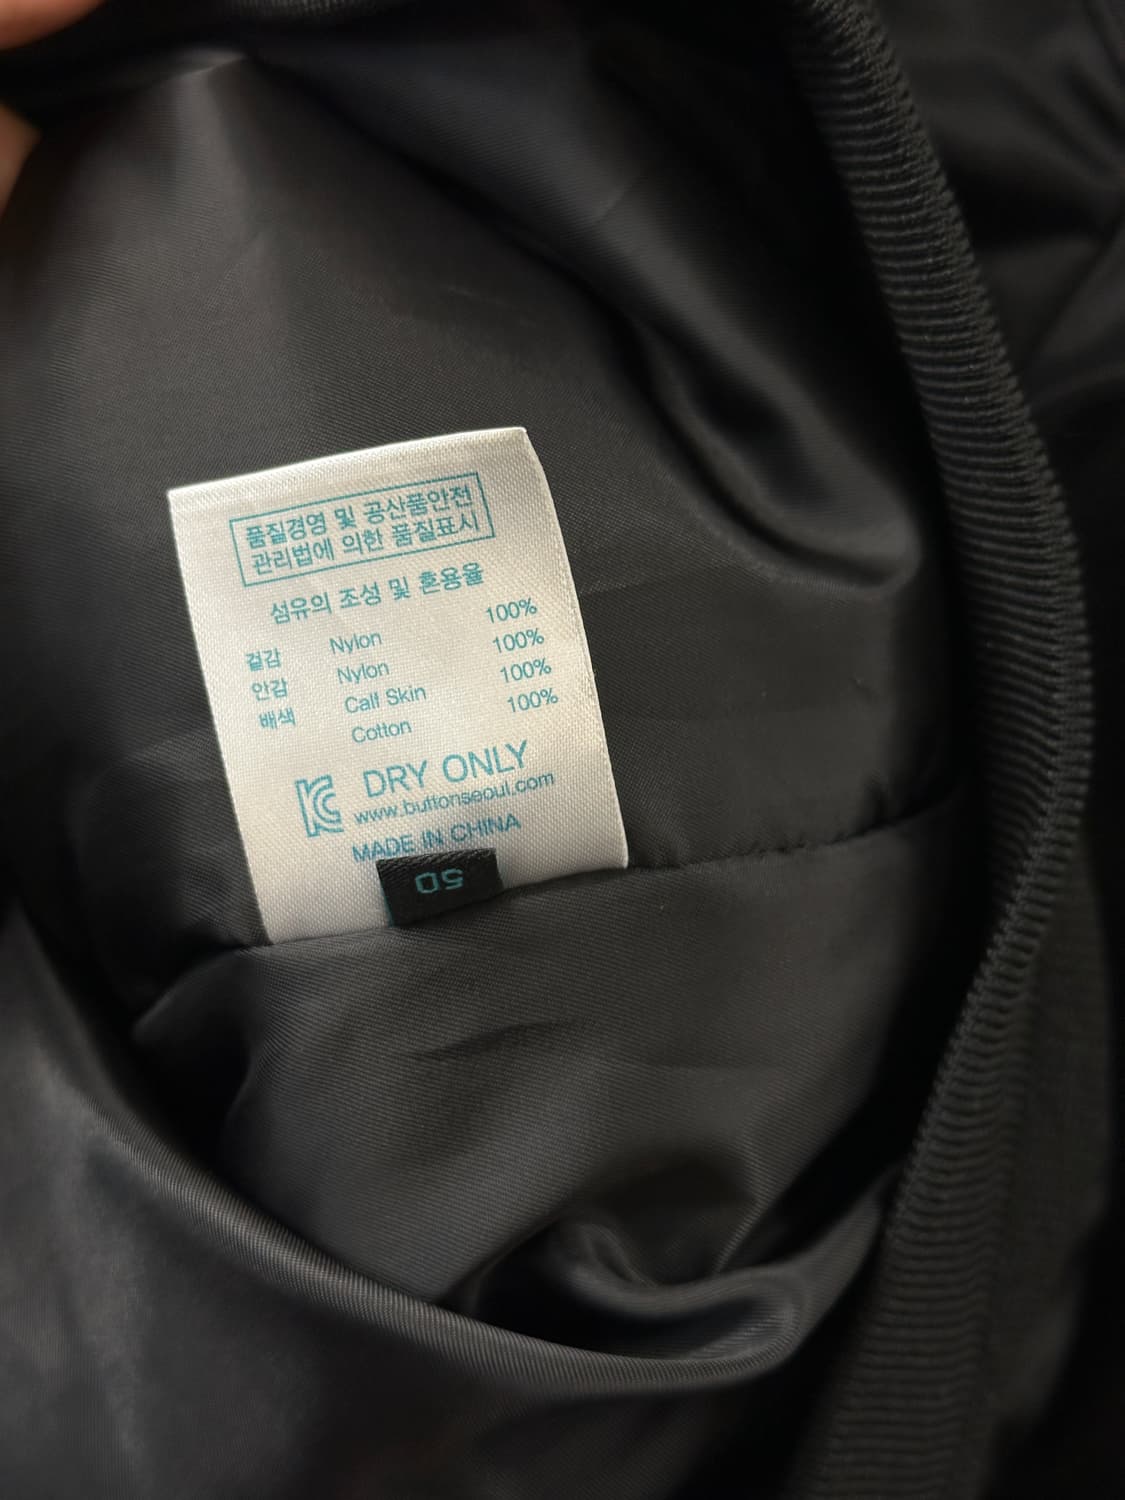 품질경영 및 공산품안전
관리법에 의한 품질표시
섬유의 조성 및 혼용율
겉감 Nylon 100%
안감 Nylon 100%
배색 Calf Skin 100%
Cotton 100%
DRY ONLY
www.buttonseoul.com
MADE IN CHINA
50